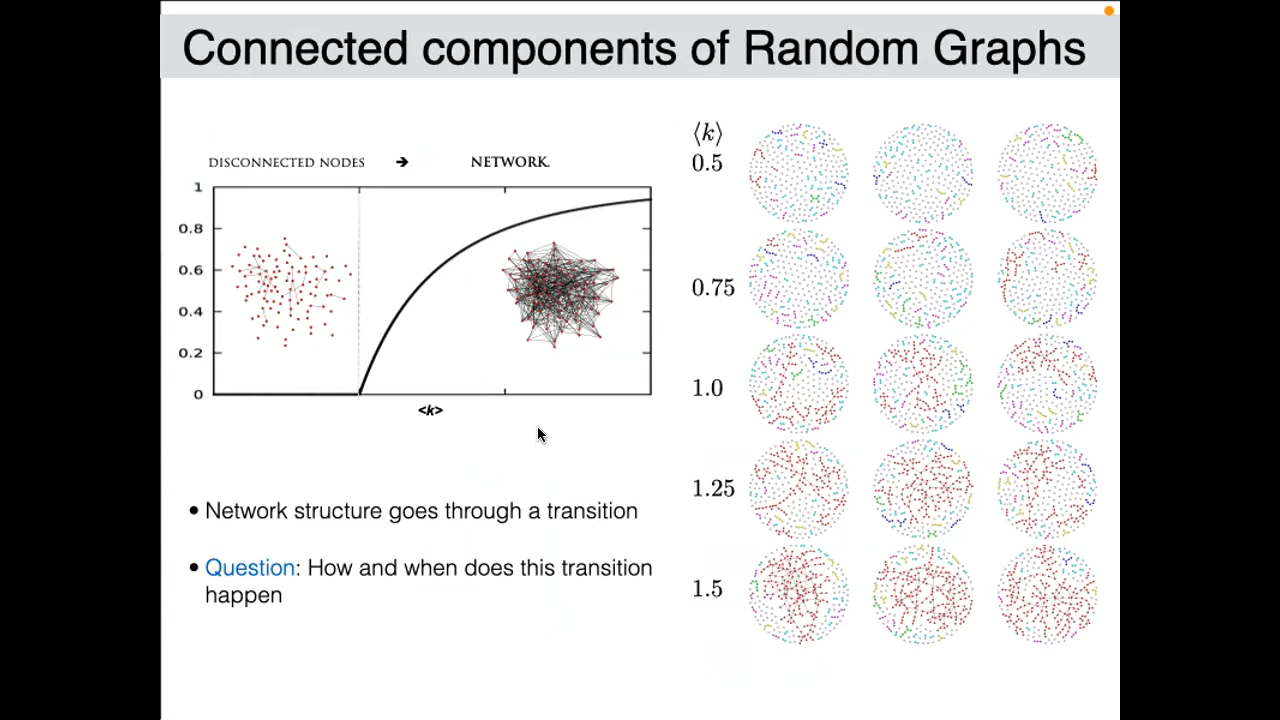 Connected components of Random Graphs
DISCONNECTED NODES → NETWORK
1
0.8
0.6
0.4
0.2
0
<k>
• Network structure goes through a transition
• Question: How and when does this transition
happen
⟨k⟩
0.5
0.75
1.0
1.25
1.5